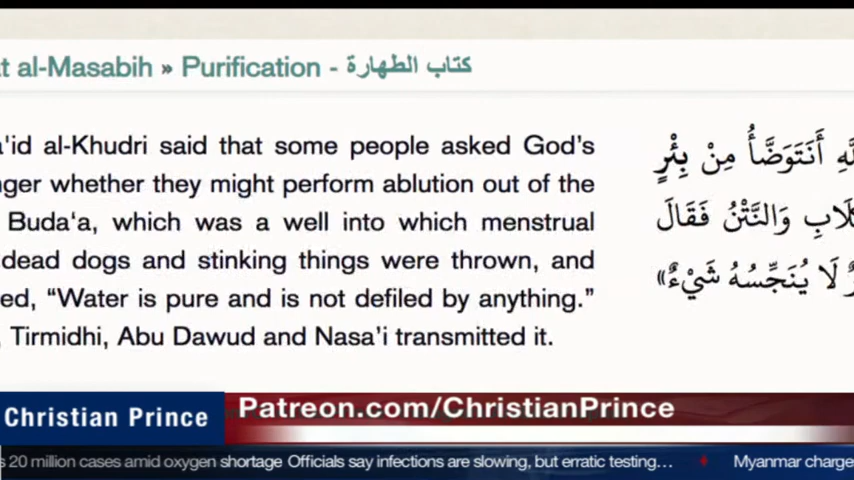 t al-Masabih » Purification - كتاب الطهارة
a'id al-Khudri said that some people asked God's
nger whether they might perform ablution out of the
Buda‘a, which was a well into which menstrual
dead dogs and stinking things were thrown, and
ed, “Water is pure and is not defiled by anything.”
, Tirmidhi, Abu Dawud and Nasa’i transmitted it.
لَّهِ أَنَتَوَضَّأُ مِنْ بِئْرِ
كِلَابِ وَالنَّتْنُ فَقَالَ
رٌ لَا يُنَجِّسُهُ شَيْءٌ»
Christian Prince
Patreon.com/ChristianPrince
s 20 million cases amid oxygen shortage Officials say infections are slowing, but erratic testing… Myanmar charge